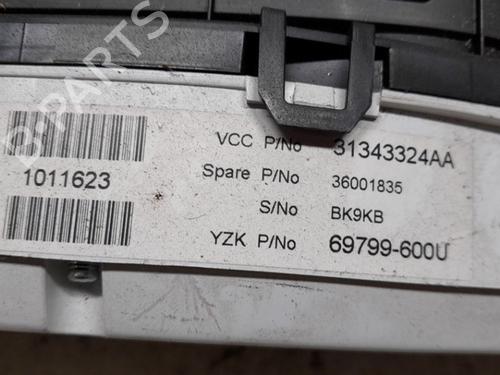 B-PARTS
VCC P/No 31343324AA
1011623 Spare P/No 36001835
S/No BK9KB
YZK P/No 69799-600U